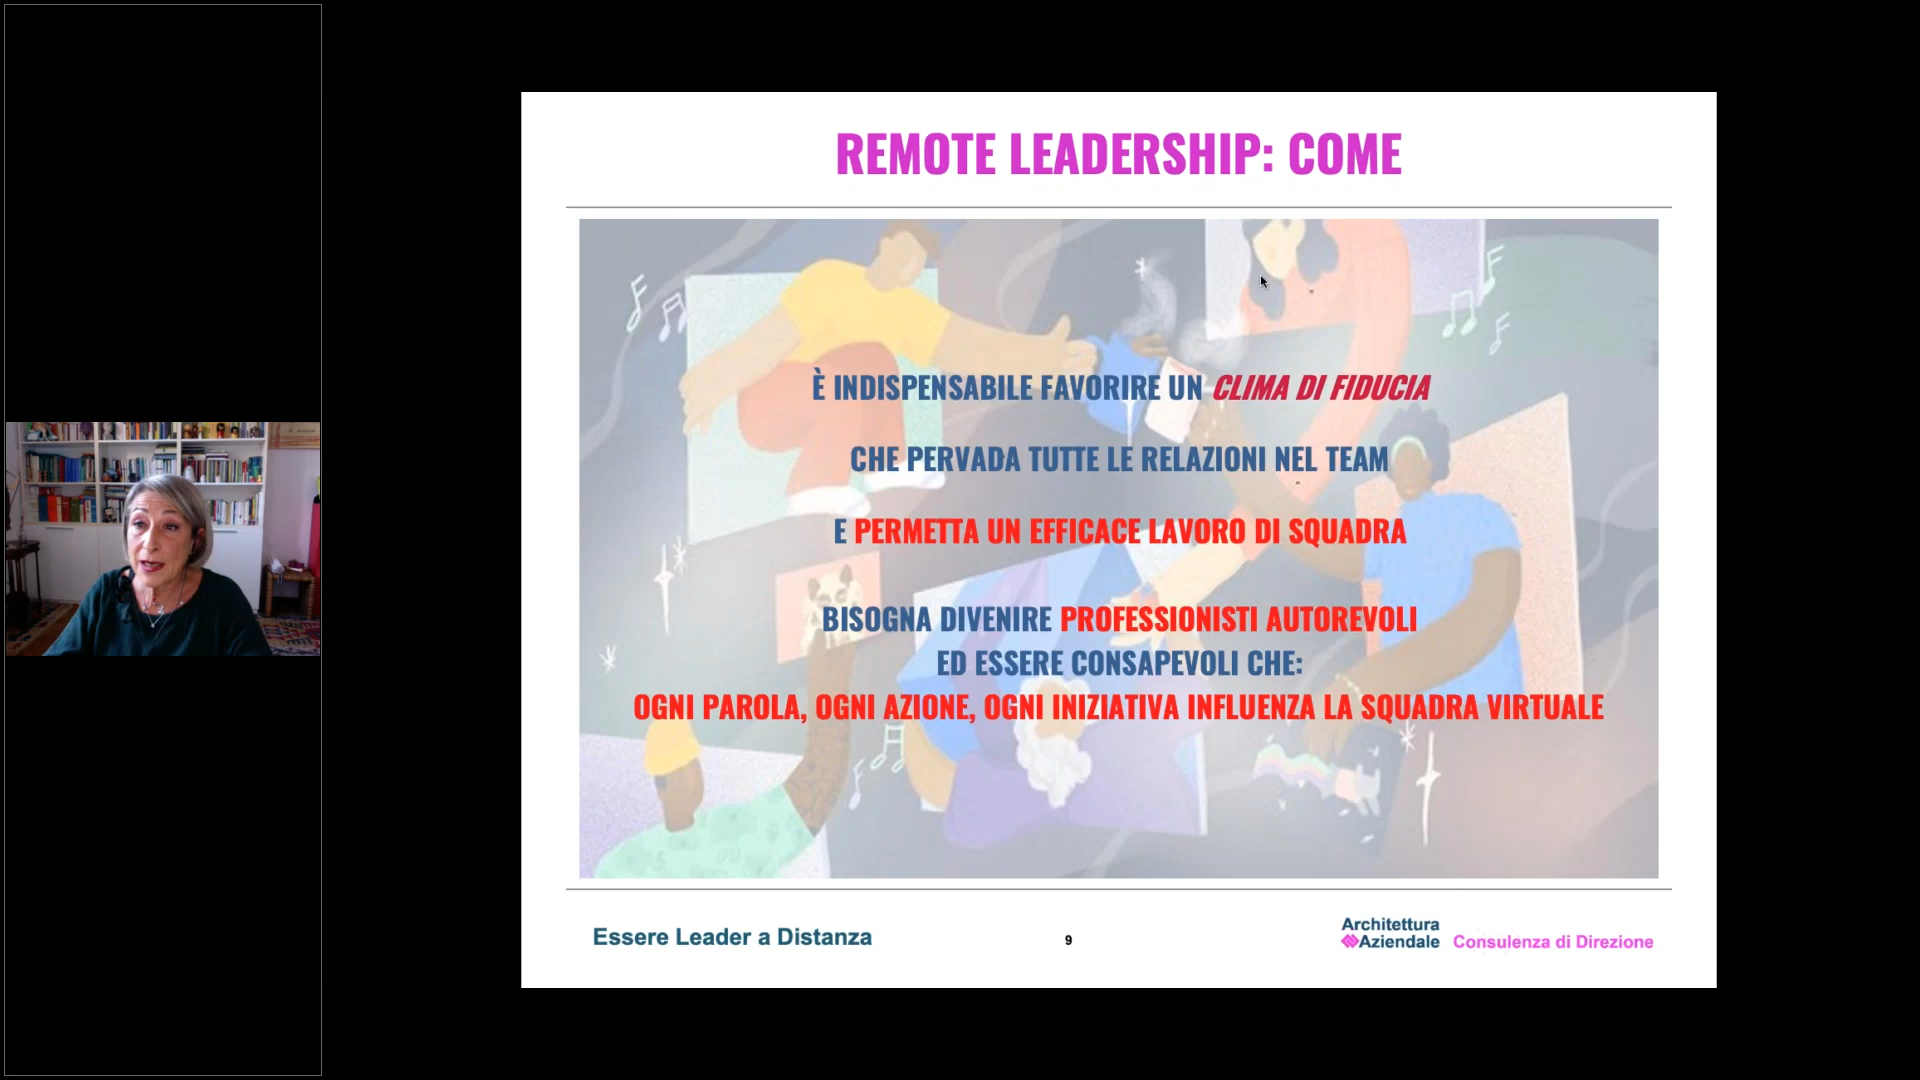 REMOTE LEADERSHIP: COME
È INDISPENSABILE FAVORIRE UN CLIMA DI FIDUCIA
CHE PERVADA TUTTE LE RELAZIONI NEL TEAM
E PERMETTA UN EFFICACE LAVORO DI SQUADRA
BISOGNA DIVENIRE PROFESSIONISTI AUTOREVOLI
ED ESSERE CONSAPEVOLI CHE:
OGNI PAROLA, OGNI AZIONE, OGNI INIZIATIVA INFLUENZA LA SQUADRA VIRTUALE
Essere Leader a Distanza
9
Architettura
Aziendale Consulenza di Direzione